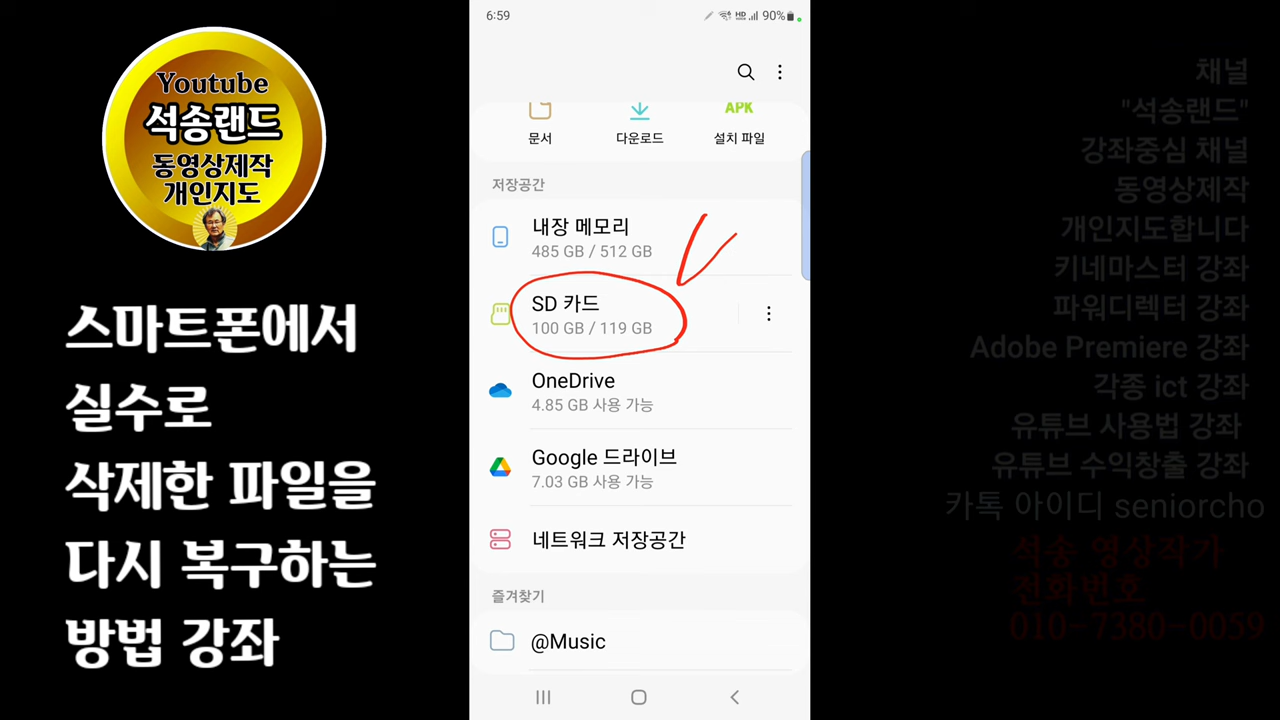 Youtube
석송랜드
동영상제작
개인지도
스마트폰에서
실수로
삭제한 파일을
다시 복구하는
방법 강좌
6:59
90%
문서
다운로드
APK
설치 파일
저장공간
내장 메모리
485 GB / 512 GB
SD 카드
100 GB / 119 GB
OneDrive
4.85 GB 사용 가능
Google 드라이브
7.03 GB 사용 가능
네트워크 저장공간
즐겨찾기
@Music
채널
"석송랜드"
강좌중심 채널
동영상제작
개인지도합니다
키네마스터 강좌
파워디렉터 강좌
Adobe Premiere 강좌
각종 ict 강좌
유튜브 사용법 강좌
유튜브 수익창출 강좌
카톡 아이디 seniorcho
석송 영상작가
전화번호
010-7380-0059